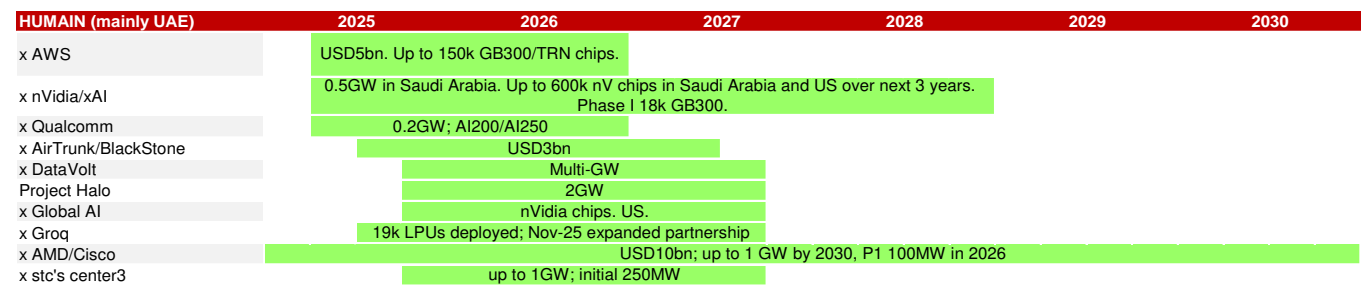 HUMAIN (mainly UAE) 2025 2026 2027 2028 2029 2030
x AWS USD5bn. Up to 150k GB300/TRN chips.
x nVidia/xAI 0.5GW in Saudi Arabia. Up to 600k nV chips in Saudi Arabia and US over next 3 years.
Phase I 18k GB300.
x Qualcomm 0.2GW; AI200/AI250
x AirTrunk/BlackStone USD3bn
x DataVolt Multi-GW
Project Halo 2GW
x Global AI nVidia chips. US.
x Groq 19k LPUs deployed; Nov-25 expanded partnership
x AMD/Cisco USD10bn; up to 1 GW by 2030, P1 100MW in 2026
x stc's center3 up to 1GW; initial 250MW